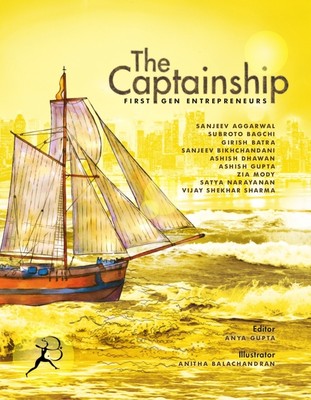 The
Captainship
FIRST GEN ENTREPRENEURS
SANJEEV AGGARWAL
SUBROTO BAGCHI
GIRISH BATRA
SANJEEV BIKHCHANDANI
ASHISH DHAWAN
ASHISH GUPTA
ZIA MODY
SATYA NARAYANAN
VIJAY SHEKHAR SHARMA
Editor
ANYA GUPTA
Illustrator
ANITHA BALACHANDRAN